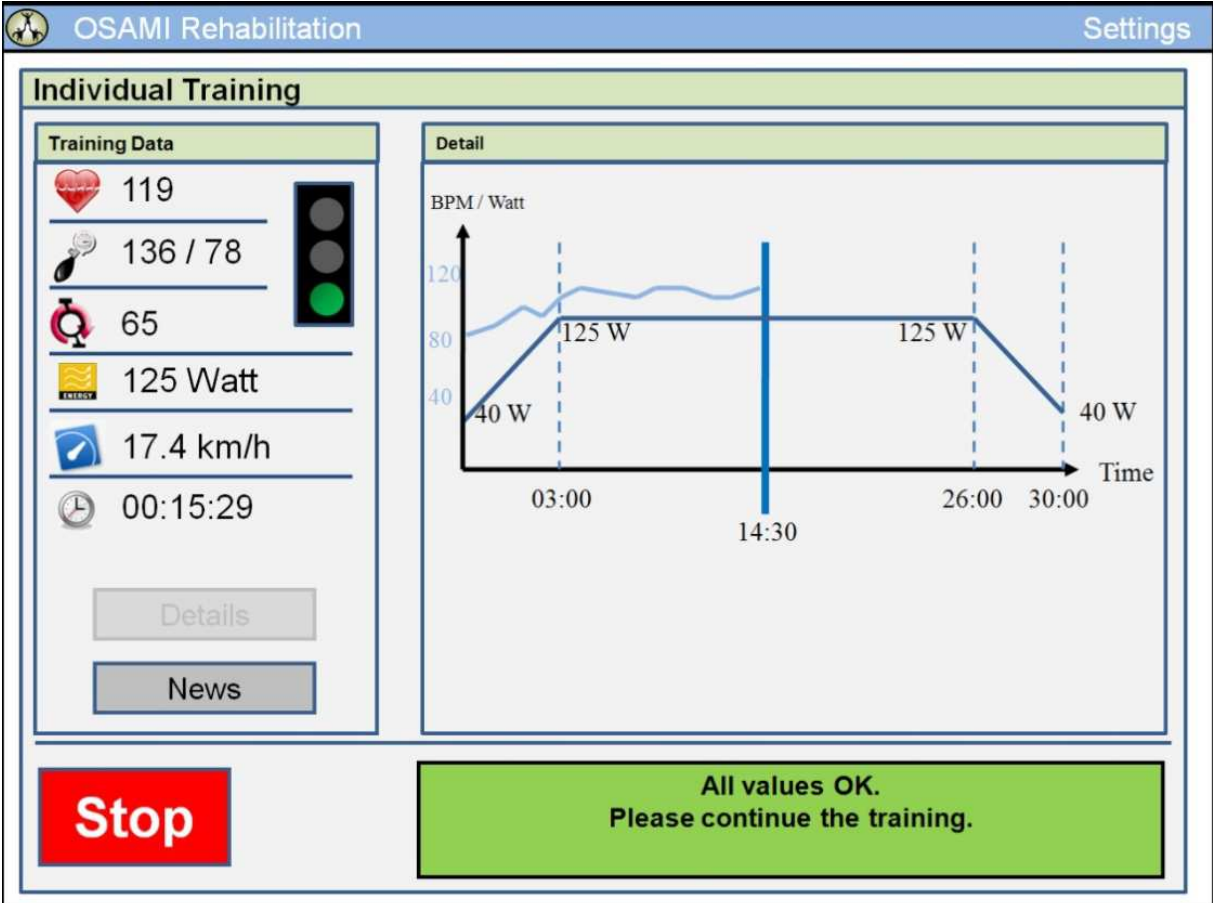 OSAMI Rehabilitation
Settings
Individual Training
Training Data
119
136 / 78
65
ENERGY
125 Watt
17.4 km/h
00:15:29
Details
News
Detail
BPM / Watt
120
80
40
125 W
125 W
40 W
40 W
Time
03:00
14:30
26:00
30:00
Stop
All values OK.
Please continue the training.